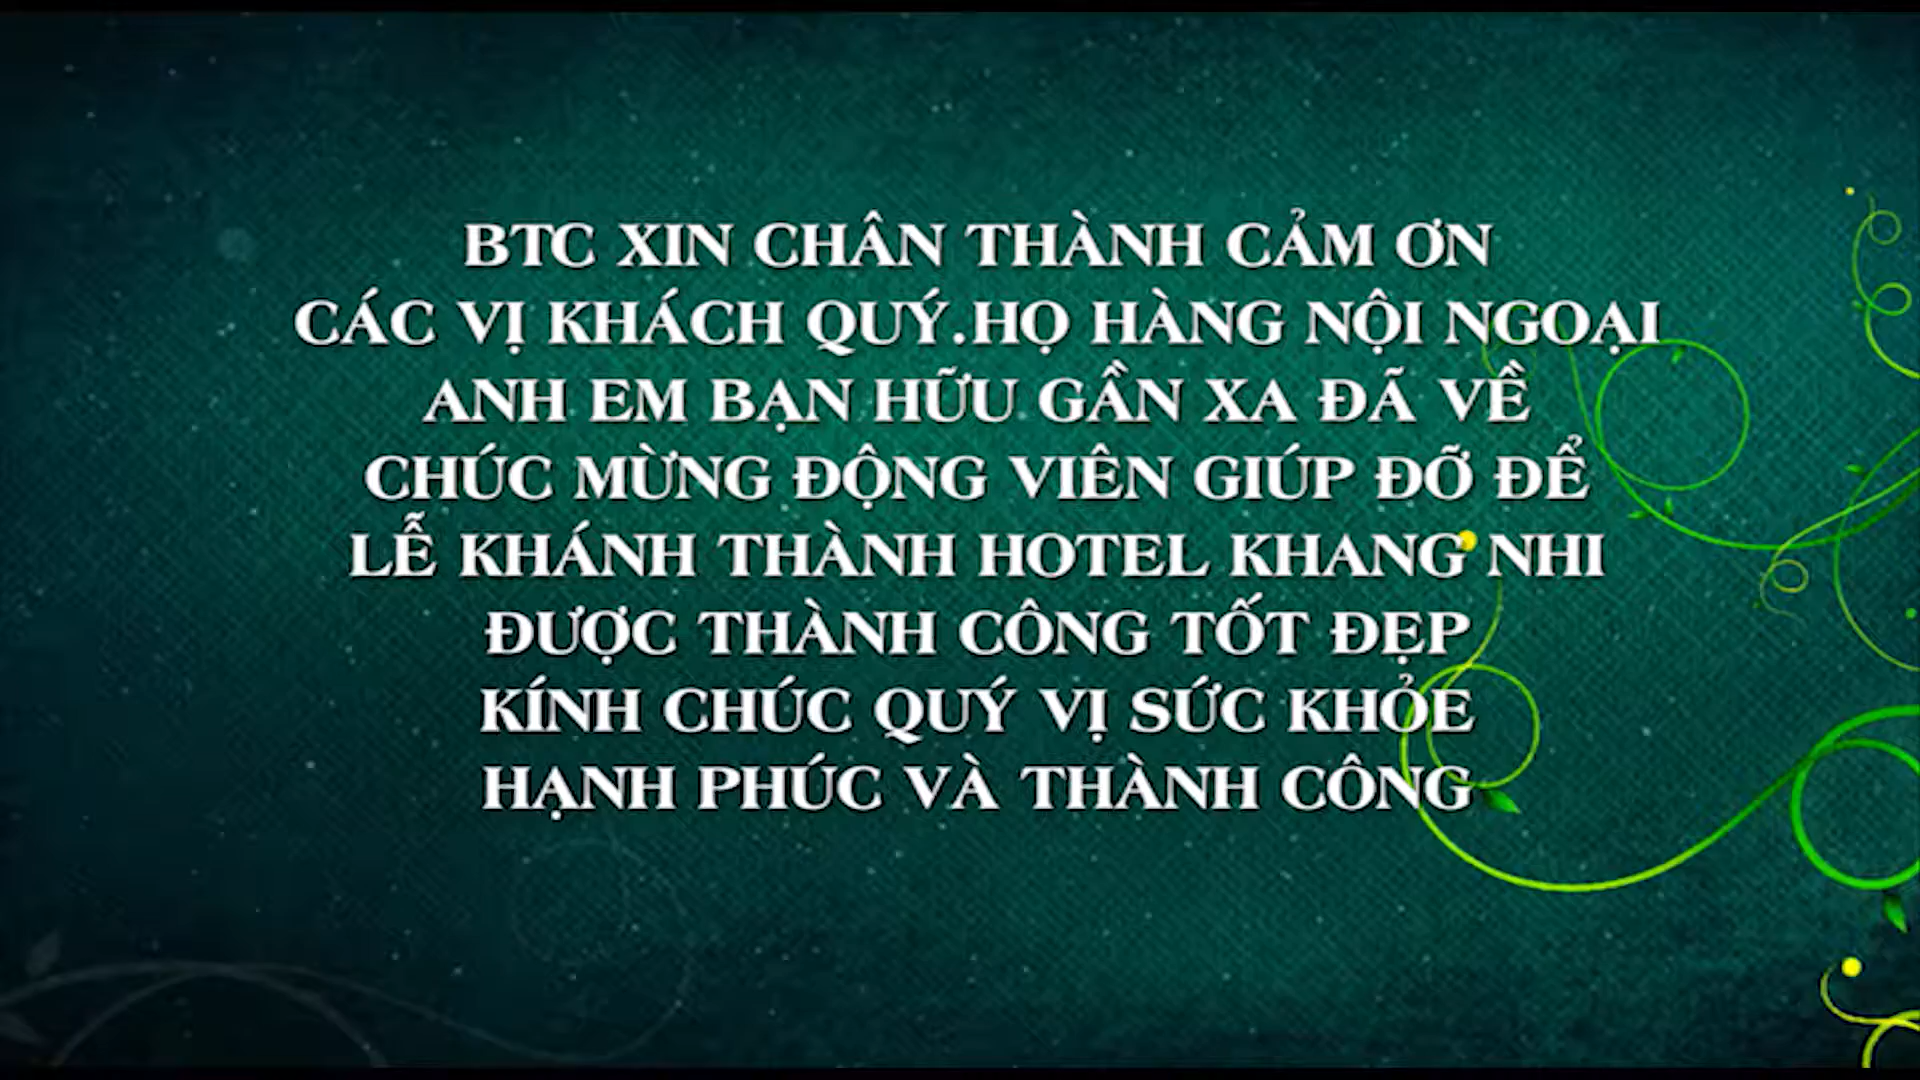 BTC XIN CHÂN THÀNH CẢM ƠN
CÁC VỊ KHÁCH QUÝ.HỌ HÀNG NỘI NGOẠI
ANH EM BẠN HỮU GẦN XA ĐÃ VỀ
CHÚC MỪNG ĐỘNG VIÊN GIÚP ĐỠ ĐỂ
LỄ KHÁNH THÀNH HOTEL KHANG NHI
ĐƯỢC THÀNH CÔNG TỐT ĐẸP
KÍNH CHÚC QUÝ VỊ SỨC KHỎE
HẠNH PHÚC VÀ THÀNH CÔNG